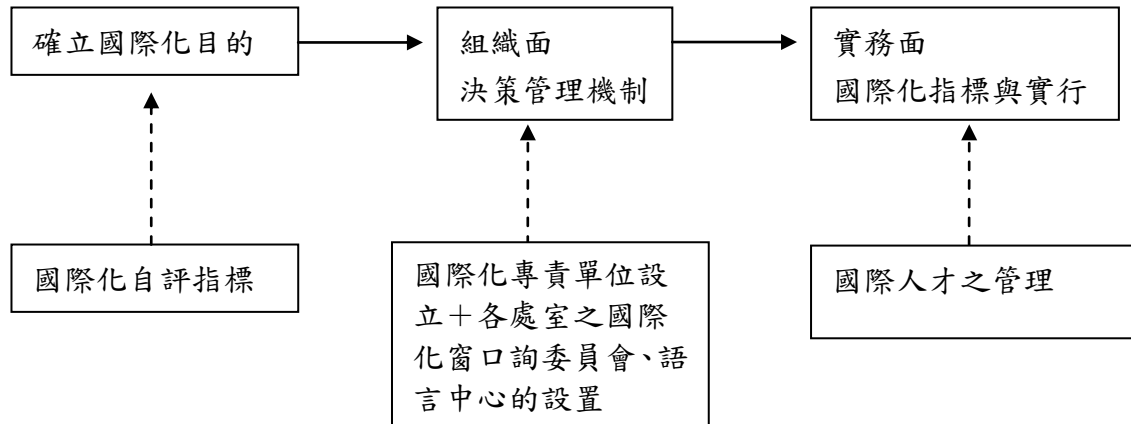 確立國際化目的
組織面
決策管理機制
實務面
國際化指標與實行
國際化自評指標
國際化專責單位設
立＋各處室之國際
化窗口詢委員會、語
言中心的設置
國際人才之管理